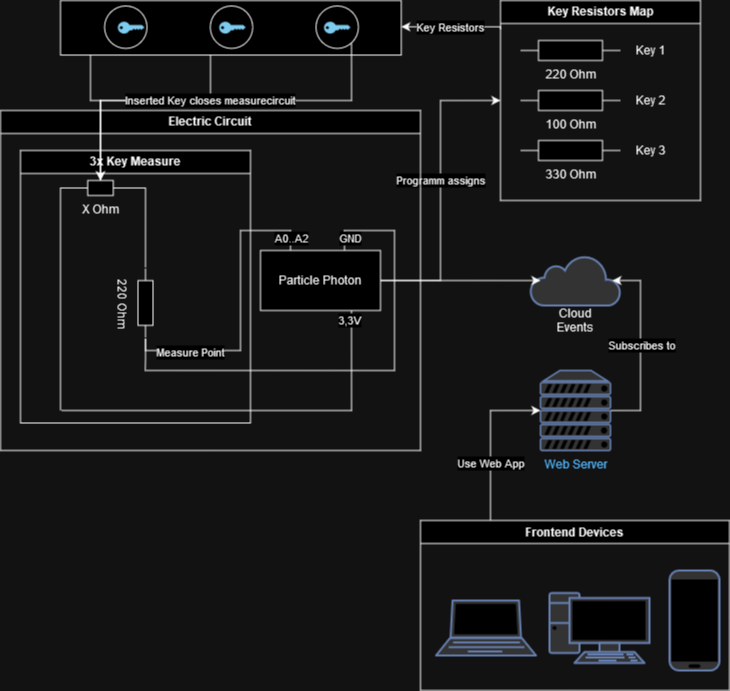 Key Resistors Map
Key Resistors
Key 1
220 Ohm
Key 2
100 Ohm
Key 3
330 Ohm
Inserted Key closes measurecircuit
Electric Circuit
3x Key Measure
X Ohm
220 Ohm
Measure Point
Programm assigns
A0..A2
GND
Particle Photon
3,3V
Cloud
Events
Subscribes to
Web Server
Use Web App
Frontend Devices